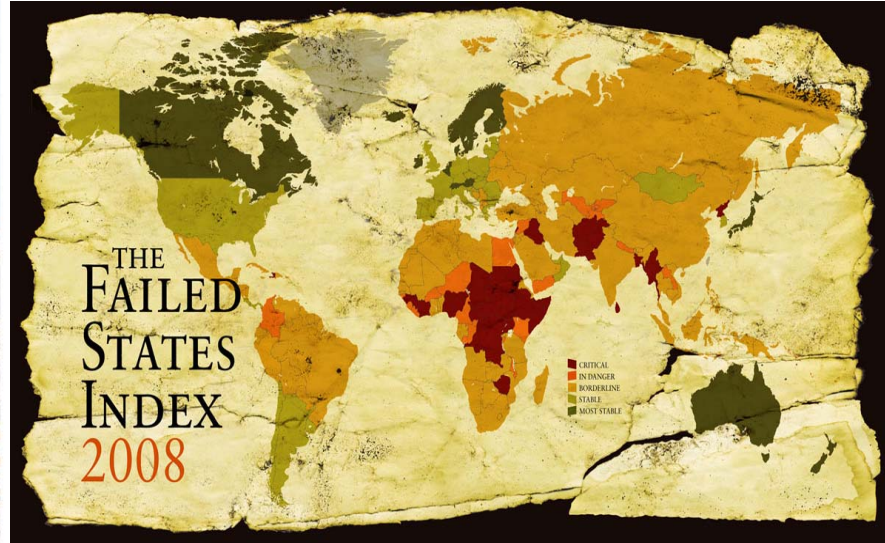 THE
FAILED
STATES
INDEX
2008
CRITICAL
IN DANGER
BORDERLINE
STABLE
MOST STABLE